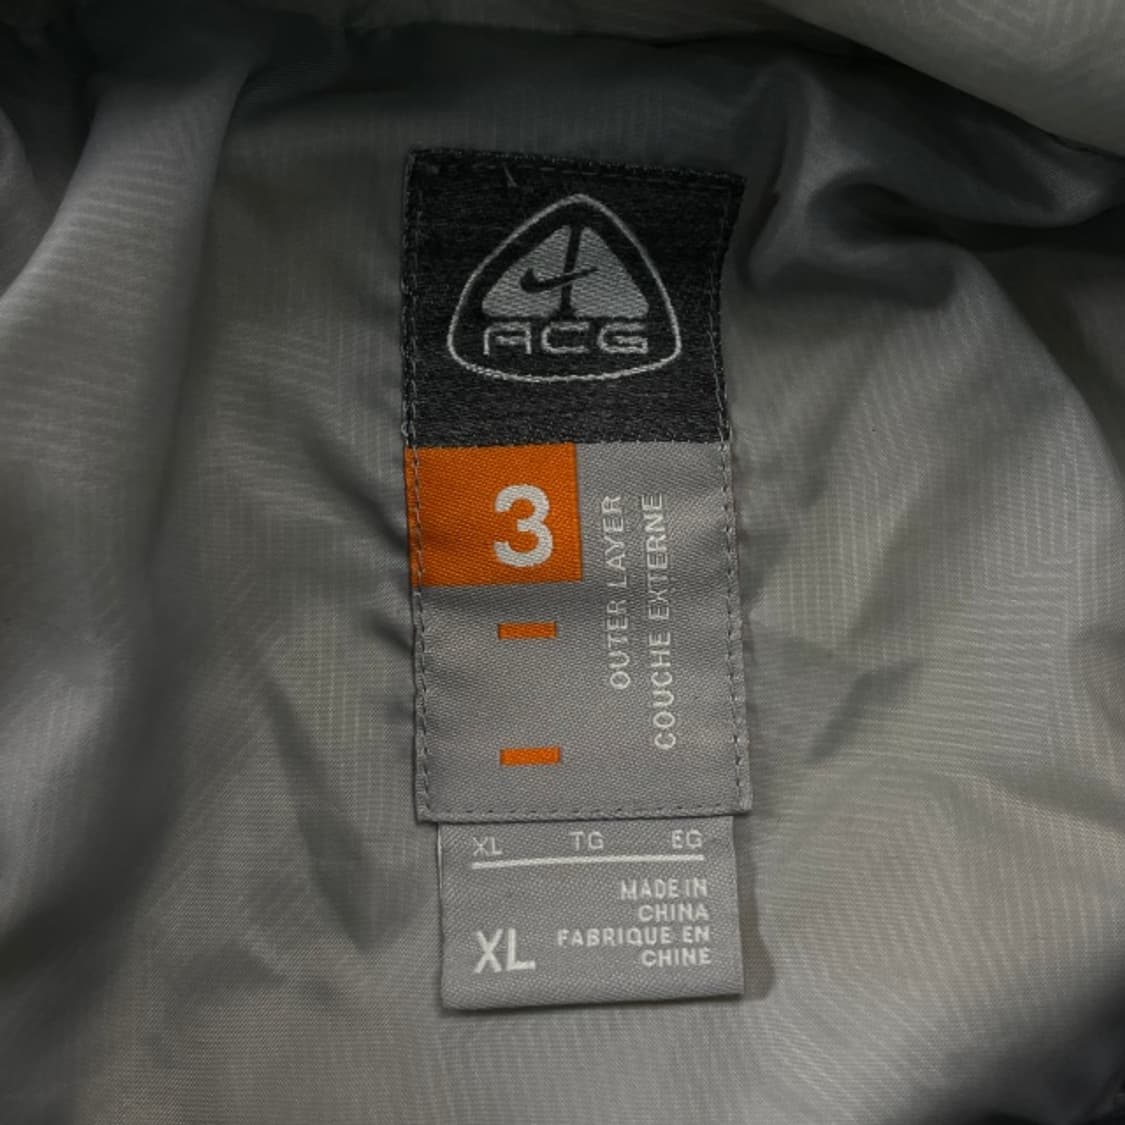 ACG
3
OUTER LAYER
COUCHE EXTERNE
XL TG EG
XL
MADE IN
CHINA
FABRIQUE EN
CHINE